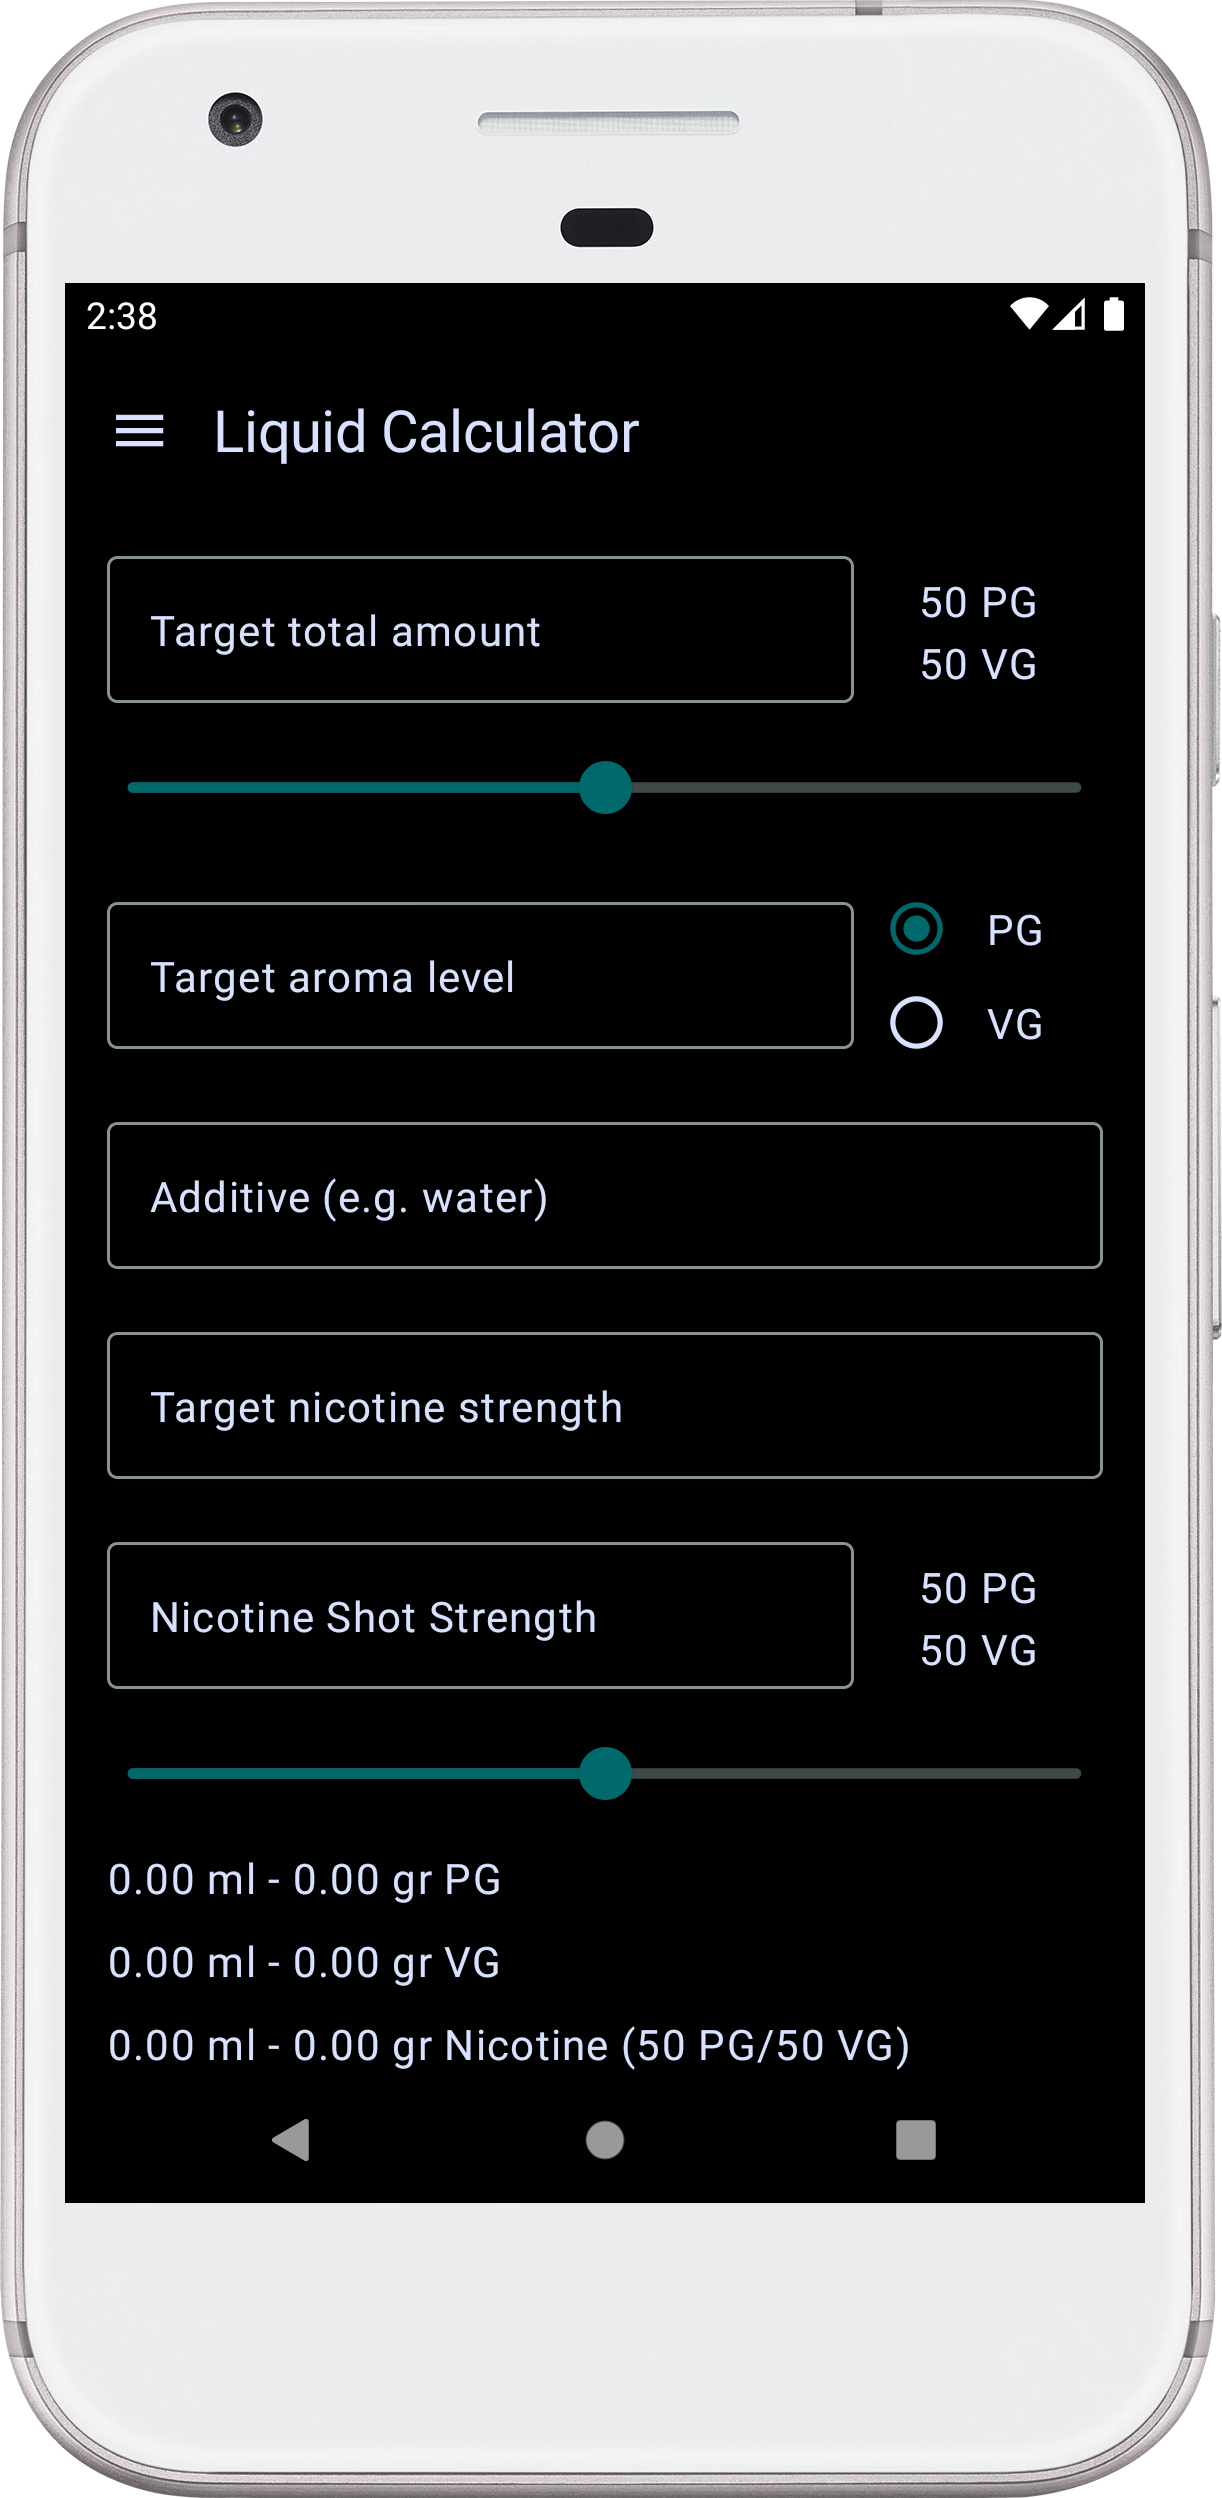 2:38
Liquid Calculator
Target total amount
50 PG
50 VG
Target aroma level
PG
VG
Additive (e.g. water)
Target nicotine strength
Nicotine Shot Strength
50 PG
50 VG
0.00 ml - 0.00 gr PG
0.00 ml - 0.00 gr VG
0.00 ml - 0.00 gr Nicotine (50 PG/50 VG)